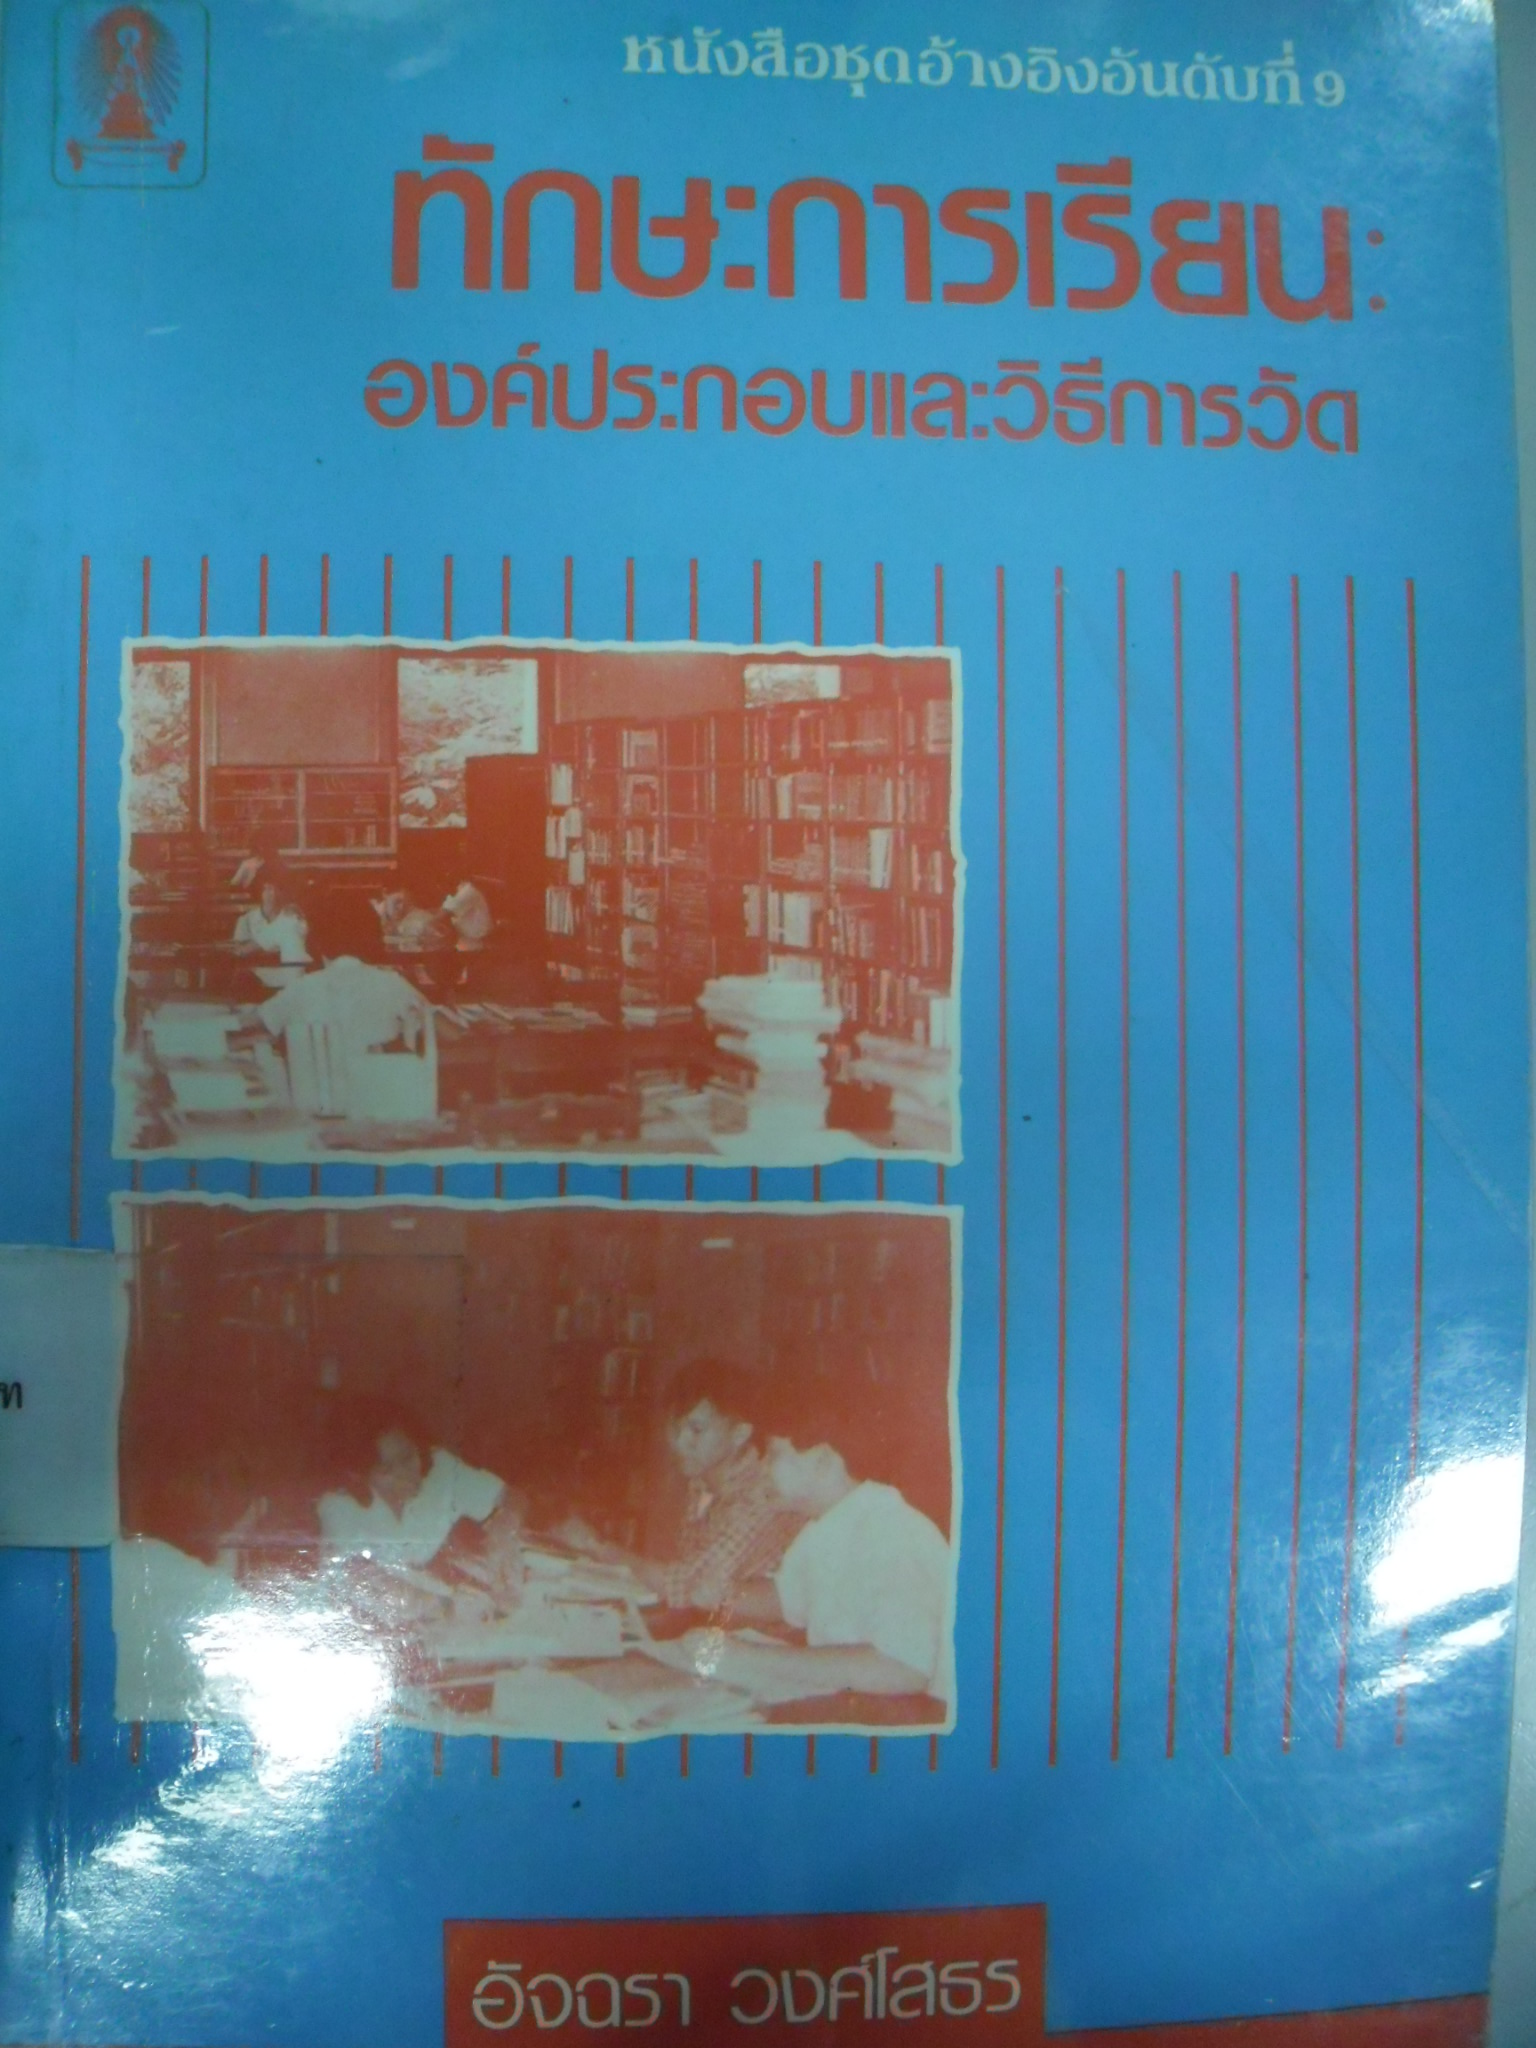 หนังสือชุดอ้างอิงอันดับที่ 9
ทักษะการเรียน:
องค์ประกอบและวิธีการวัด
ท
อัจฉรา วงศ์โสธร